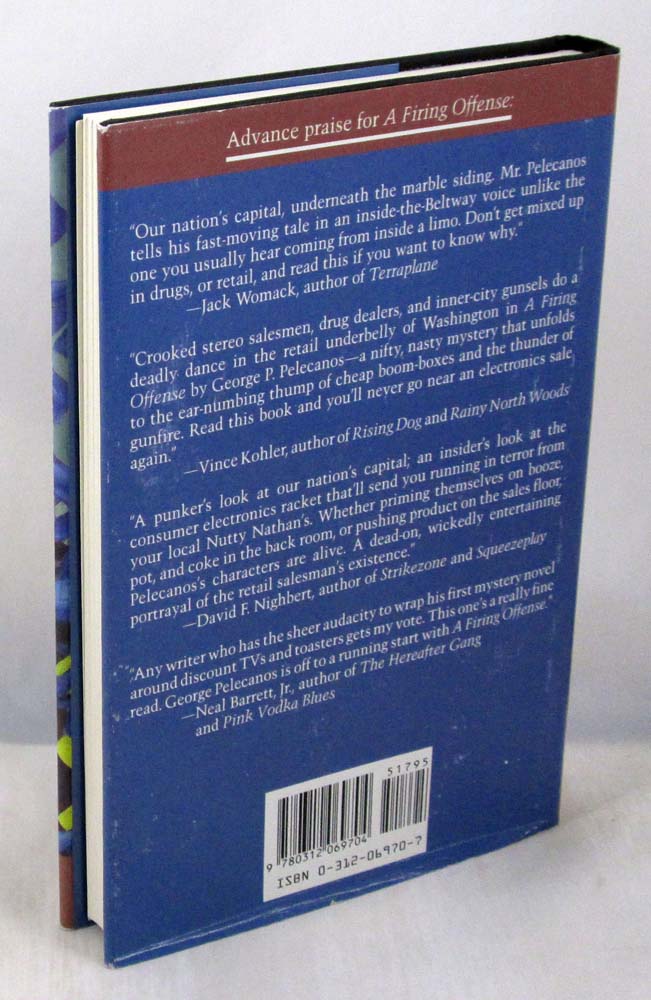 Advance praise for A Firing Offense:
"Our nation's capital, underneath the marble siding. Mr. Pelecanos
tells his fast-moving tale in an inside-the-Beltway voice unlike the
one you usually hear coming from inside a limo. Don't get mixed up
in drugs, or retail, and read this if you want to know why."
—Jack Womack, author of Terraplane
"Crooked stereo salesmen, drug dealers, and inner-city gunsels do a
deadly dance in the retail underbelly of Washington in A Firing
Offense by George P. Pelecanos—a nifty, nasty mystery that unfolds
to the ear-numbing thump of cheap boom-boxes and the thunder of
gunfire. Read this book and you'll never go near an electronics sale
again."
—Vince Kohler, author of Rising Dog and Rainy North Woods
"A punker's look at our nation's capital; an insider's look at the
consumer electronics racket that'll send you running in terror from
your local Nutty Nathan's. Whether priming themselves on booze,
pot, and coke in the back room, or pushing product on the sales floor,
Pelecanos's characters are alive. A dead-on, wickedly entertaining
portrayal of the retail salesman's existence."
—David F. Nighbert, author of Strikezone and Squeezeplay
"Any writer who has the sheer audacity to wrap his first mystery novel
around discount TVs and toasters gets my vote. This one's a really fine
read. George Pelecanos is off to a running start with A Firing Offense."
—Neal Barrett, Jr., author of The Hereafter Gang
and Pink Vodka Blues
51795
9 780312 069704
ISBN 0-312-06970-7